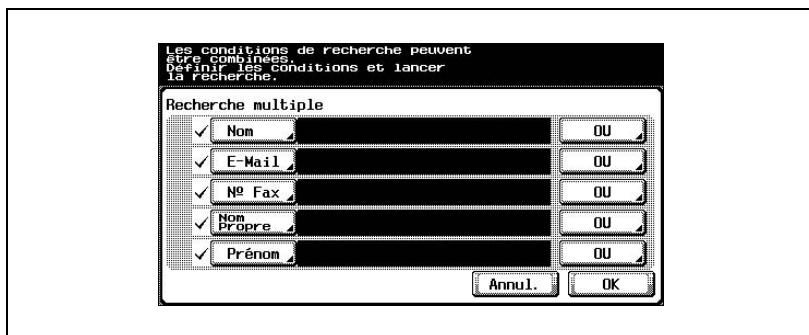 Les conditions de recherche peuvent
être combinées.
Définir les conditions et lancer
la recherche.
Recherche multiple
Nom OU
E-Mail OU
Nº Fax OU
Nom
Propre OU
Prénom OU
Annul. OK